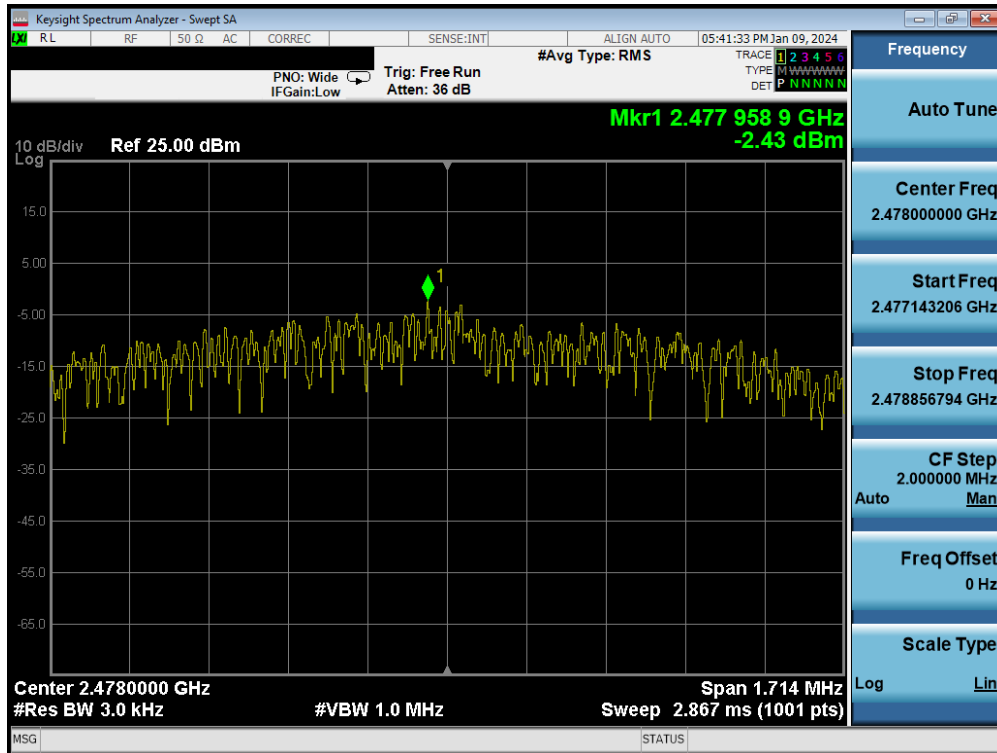 Keysight Spectrum Analyzer - Swept SA
LXI RL RF 50 Ω AC CORREC SENSE:INT ALIGN AUTO 05:41:33 PM Jan 09, 2024
#Avg Type: RMS
TRACE 1 2 3 4 5 6
PNO: Wide Trig: Free Run
TYPE M WWWWW
IFGain:Low Atten: 36 dB
DET P N N N N N
Mkr1 2.477 958 9 GHz
-2.43 dBm
10 dB/div Ref 25.00 dBm
Log
15.0
5.00
1
-5.00
-15.0
-25.0
-35.0
-45.0
-55.0
-65.0
Center 2.4780000 GHz Span 1.714 MHz
#Res BW 3.0 kHz #VBW 1.0 MHz Sweep 2.867 ms (1001 pts)
MSG STATUS
Frequency
Auto Tune
Center Freq
2.478000000 GHz
Start Freq
2.477143206 GHz
Stop Freq
2.478856794 GHz
CF Step
2.000000 MHz
Auto Man
Freq Offset
0 Hz
Scale Type
Log Lin